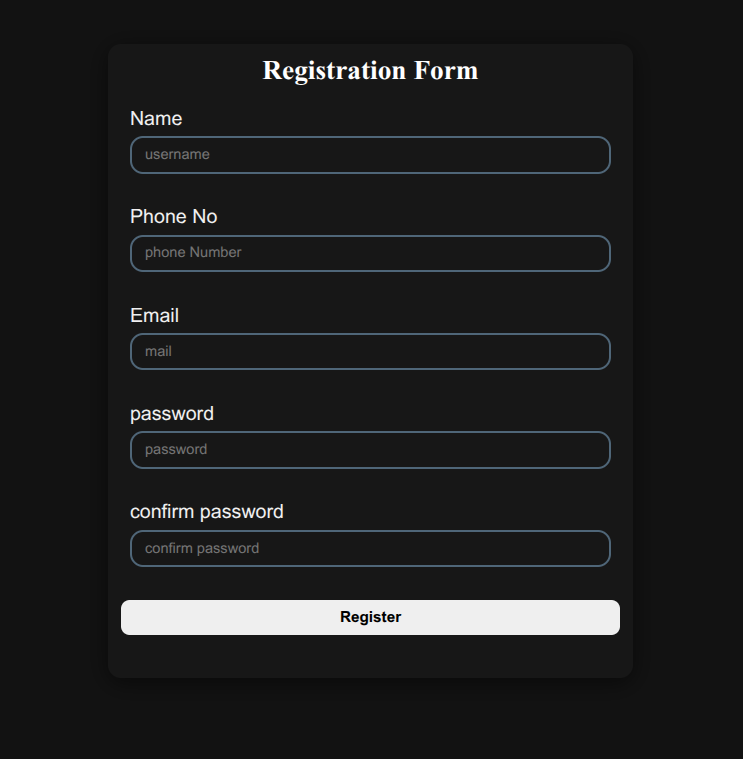 Registration Form
Name
username
Phone No
phone Number
Email
mail
password
password
confirm password
confirm password
Register